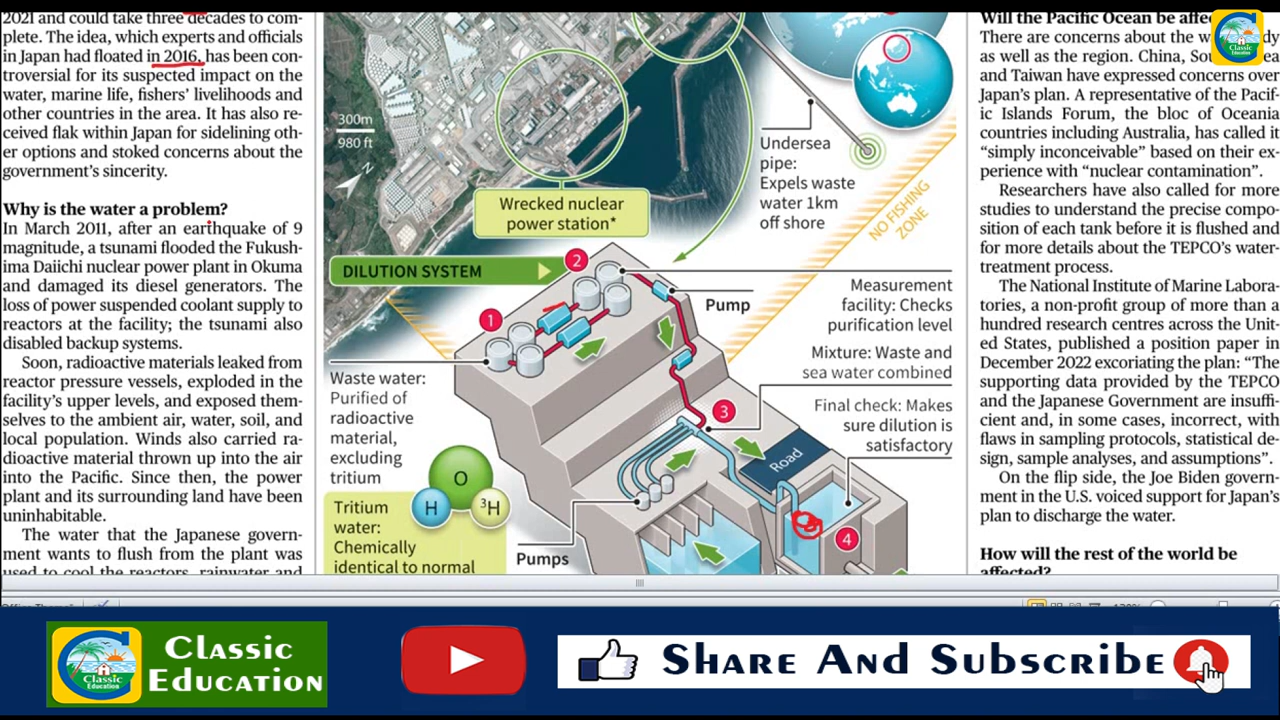 2021 and could take three decades to com-
plete. The idea, which experts and officials
in Japan had floated in 2016, has been con-
troversial for its suspected impact on the
water, marine life, fishers' livelihoods and
other countries in the area. It has also re-
ceived flak within Japan for sidelining oth-
er options and stoked concerns about the
government's sincerity.
Why is the water a problem?
In March 2011, after an earthquake of 9
magnitude, a tsunami flooded the Fukush-
ima Daiichi nuclear power plant in Okuma
and damaged its diesel generators. The
loss of power suspended coolant supply to
reactors at the facility; the tsunami also
disabled backup systems.
Soon, radioactive materials leaked from
reactor pressure vessels, exploded in the
facility's upper levels, and exposed them-
selves to the ambient air, water, soil, and
local population. Winds also carried ra-
dioactive material thrown up into the air
into the Pacific. Since then, the power
plant and its surrounding land have been
uninhabitable.
The water that the Japanese govern-
ment wants to flush from the plant was
used to cool the reactors, rainwater and
300m
980 ft
N
Wrecked nuclear
power station*
Undersea
pipe:
Expels waste
water 1km
off shore
NO FISHING
ZONE
DILUTION SYSTEM
2
1
Pump
Measurement
facility: Checks
purification level
Mixture: Waste and
sea water combined
Waste water:
Purified of
radioactive
material,
excluding
tritium
3
Final check: Makes
sure dilution is
satisfactory
Road
O
H
³H
4
Tritium
water:
Chemically
identical to normal
Pumps
Will the Pacific Ocean be affe
There are concerns about the w dy
as well as the region. China, Sou ea
and Taiwan have expressed concerns over
Japan's plan. A representative of the Pacif-
ic Islands Forum, the bloc of Oceania
countries including Australia, has called it
"simply inconceivable" based on their ex-
perience with "nuclear contamination".
Researchers have also called for more
studies to understand the precise compo-
sition of each tank before it is flushed and
for more details about the TEPCO's water-
treatment process.
The National Institute of Marine Labora-
tories, a non-profit group of more than a
hundred research centres across the Unit-
ed States, published a position paper in
December 2022 excoriating the plan: "The
supporting data provided by the TEPCO
and the Japanese Government are insuffi-
cient and, in some cases, incorrect, with
flaws in sampling protocols, statistical de-
sign, sample analyses, and assumptions".
On the flip side, the Joe Biden govern-
ment in the U.S. voiced support for Japan's
plan to discharge the water.
How will the rest of the world be
affected?
Classic
Education
Classic
Education
Classic
Education
Share And Subscribe